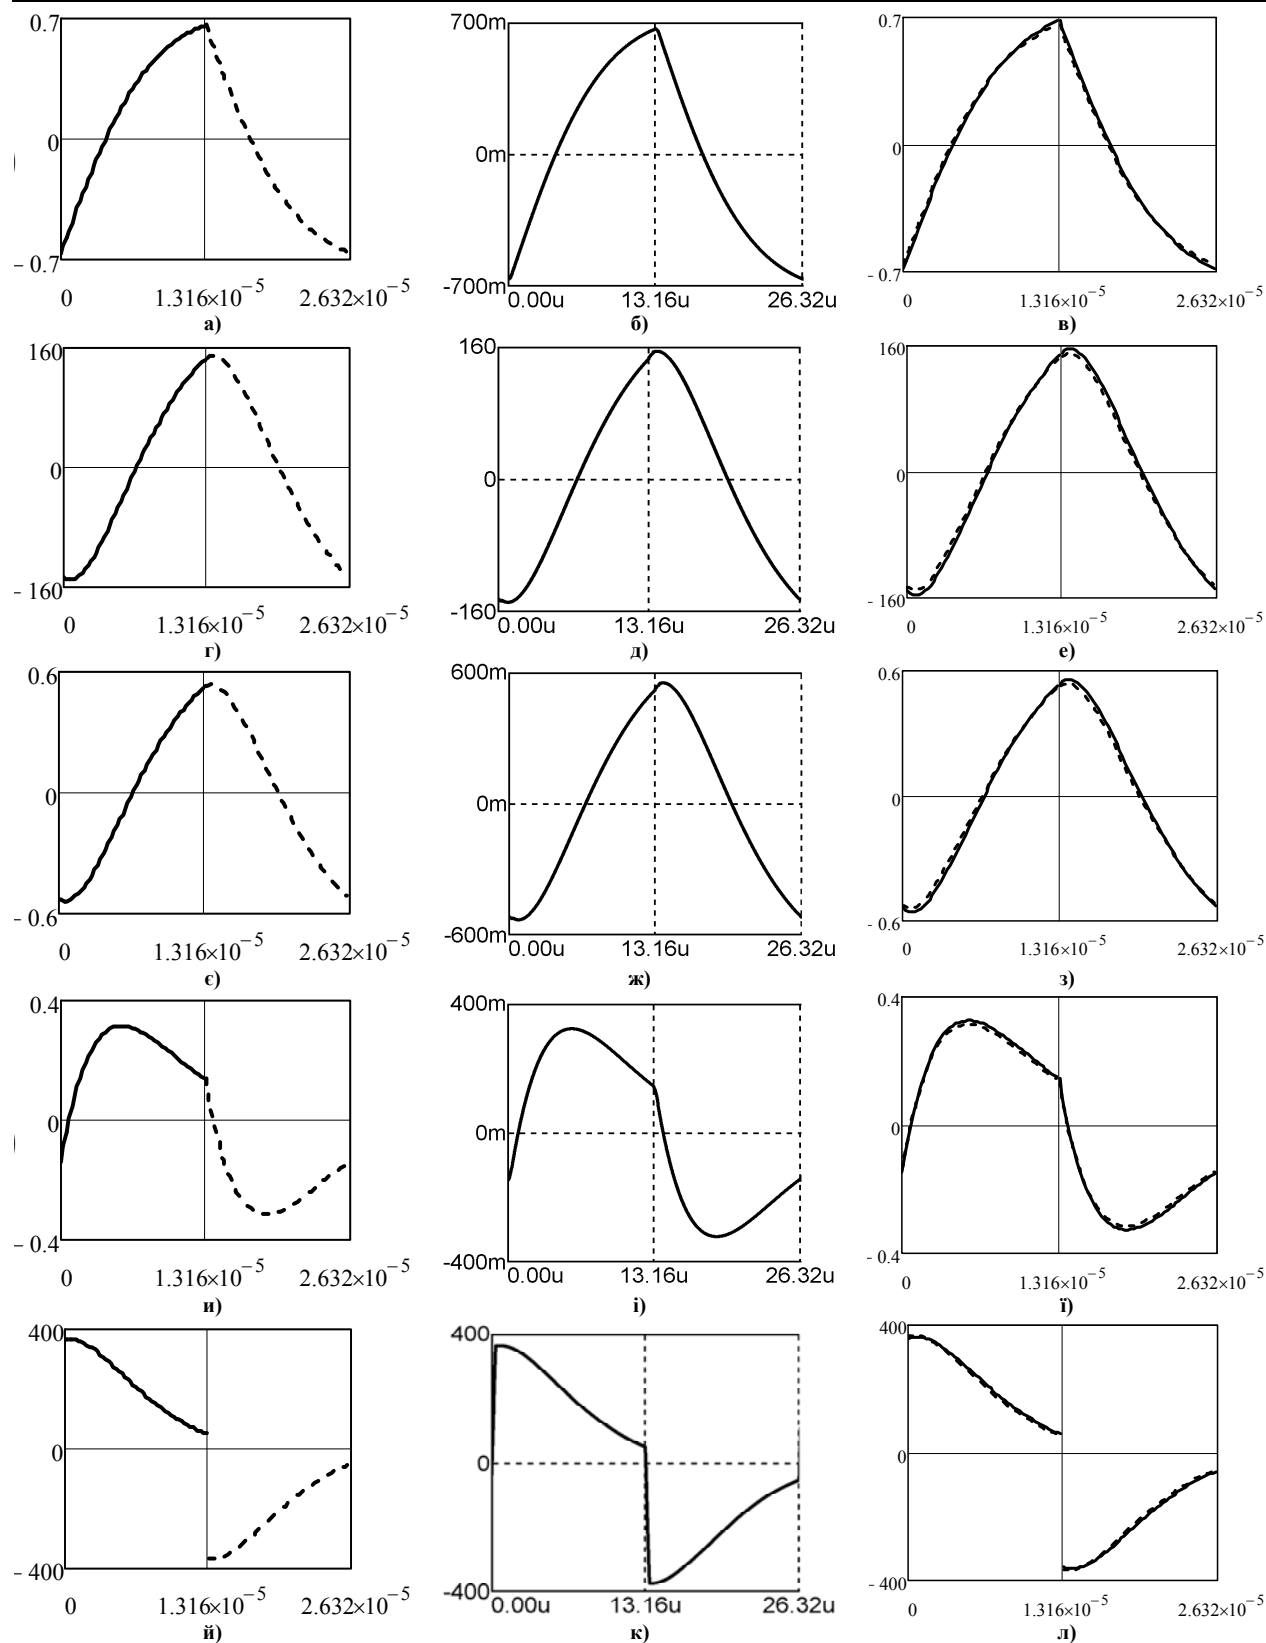 0.7
0
– 0.7
0 1.316×10⁻⁵ 2.632×10⁻⁵
а)
700m
0m
-700m
0.00u 13.16u 26.32u
б)
0.7
0
- 0.7
0 1.316×10⁻⁵ 2.632×10⁻⁵
в)
160
0
– 160
0 1.316×10⁻⁵ 2.632×10⁻⁵
г)
160
0
-160
0.00u 13.16u 26.32u
д)
160
0
- 160
0 1.316×10⁻⁵ 2.632×10⁻⁵
е)
0.6
0
– 0.6
0 1.316×10⁻⁵ 2.632×10⁻⁵
є)
600m
0m
-600m
0.00u 13.16u 26.32u
ж)
0.6
0
- 0.6
0 1.316×10⁻⁵ 2.632×10⁻⁵
з)
0.4
0
– 0.4
0 1.316×10⁻⁵ 2.632×10⁻⁵
и)
400m
0m
-400m
0.00u 13.16u 26.32u
і)
0.4
0
- 0.4
0 1.316×10⁻⁵ 2.632×10⁻⁵
ї)
400
0
– 400
0 1.316×10⁻⁵ 2.632×10⁻⁵
й)
400
0
-400
0.00u 13.16u 26.32u
к)
400
0
- 400
0 1.316×10⁻⁵ 2.632×10⁻⁵
л)